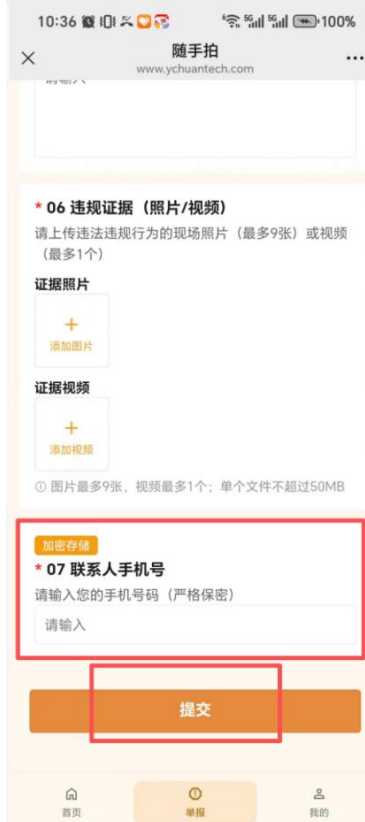 10:36 5G 5G 100%
随手拍
www.ychuantech.com
* 06 违规证据（照片/视频）
请上传违法违规行为的现场照片（最多9张）或视频
（最多1个）
证据照片
+
添加图片
证据视频
+
添加视频
图片最多9张、视频最多1个；单个文件不超过50MB
加密存储
* 07 联系人手机号
请输入您的手机号码（严格保密）
请输入
提交
首页 举报 我的